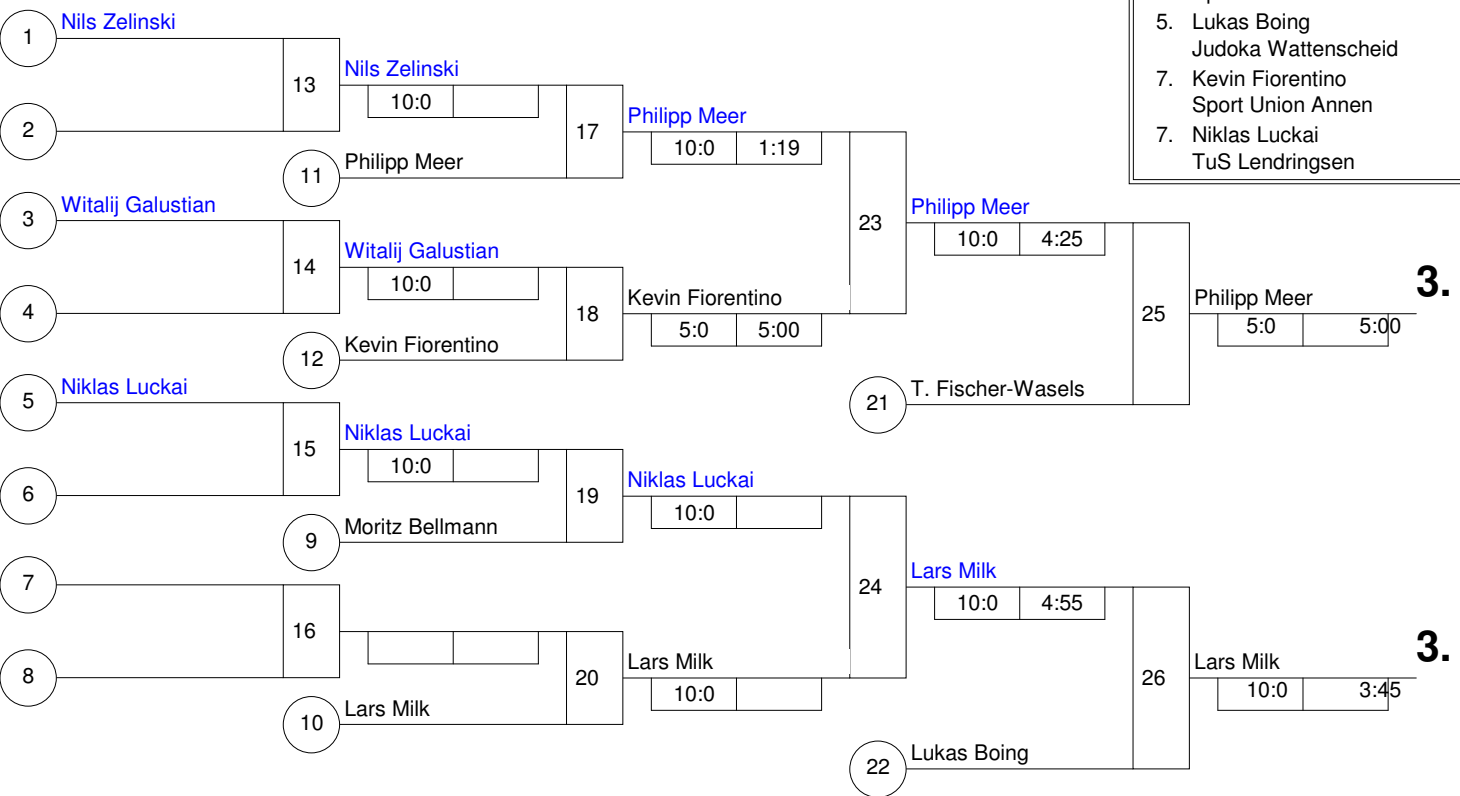 5. Lukas Boing
Judoka Wattenscheid
7. Kevin Fiorentino
Sport Union Annen
7. Niklas Luckai
TuS Lendringsen
1 Nils Zelinski
13
Nils Zelinski
10:0
2
17
Philipp Meer
10:0 1:19
11 Philipp Meer
3 Witalij Galustian
23
Philipp Meer
10:0 4:25
14
Witalij Galustian
10:0
4
18
Kevin Fiorentino
5:0 5:00
12 Kevin Fiorentino
25
Philipp Meer
5:0 5:00
3.
5 Niklas Luckai
21 T. Fischer-Wasels
15
Niklas Luckai
10:0
6
19
Niklas Luckai
10:0
9 Moritz Bellmann
7
24
Lars Milk
10:0 4:55
16
8
20
Lars Milk
10:0
10 Lars Milk
26
Lars Milk
10:0 3:45
3.
22 Lukas Boing